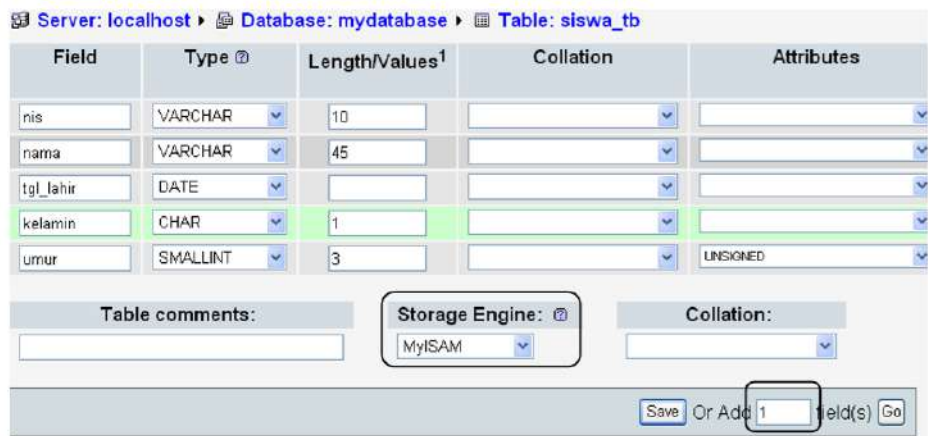 Server: localhost ▸ Database: mydatabase ▸ Table: siswa_tb
Field Type Length/Values¹ Collation Attributes
nis VARCHAR 10
nama VARCHAR 45
tgl_lahir DATE
kelamin CHAR 1
umur SMALLINT 3 UNSIGNED
Table comments: Storage Engine: Collation:
MyISAM
Save Or Add 1 field(s) Go